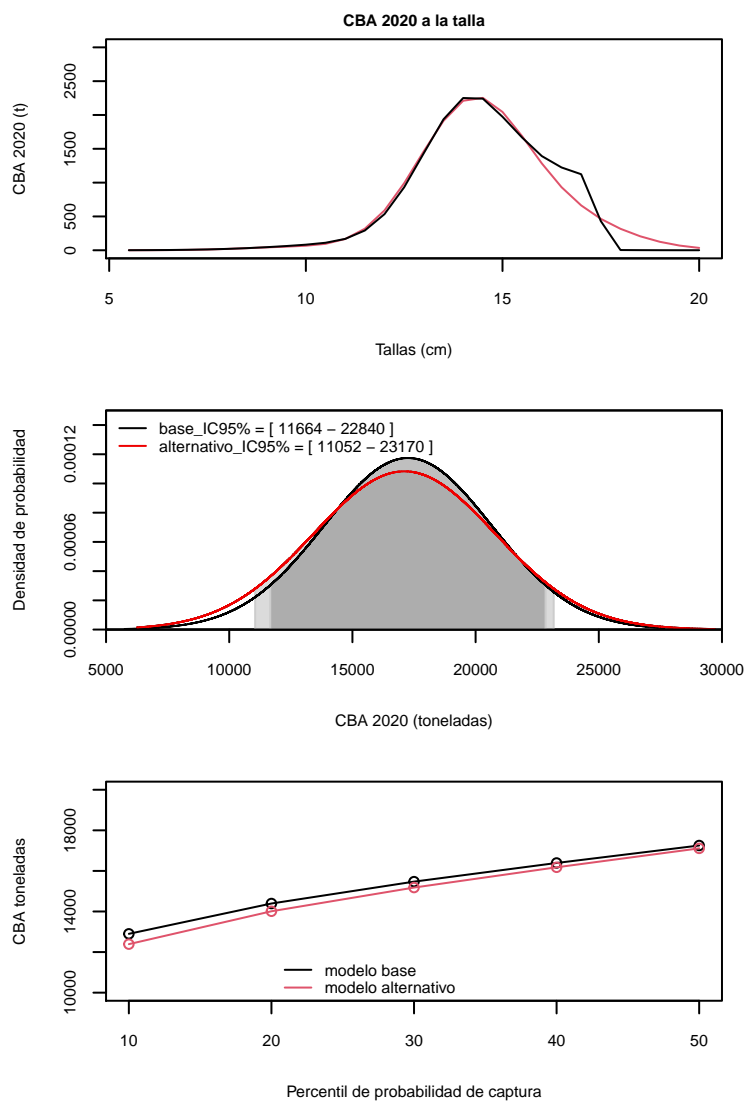 CBA 2020 a la talla
CBA 2020 (t)
2500
1500
500
0
5
10
15
20
Tallas (cm)
base_IC95% = [ 11664 − 22840 ]
alternativo_IC95% = [ 11052 − 23170 ]
Densidad de probabilidad
0.00012
0.00006
0.00000
5000
10000
15000
20000
25000
30000
CBA 2020 (toneladas)
CBA toneladas
18000
14000
10000
modelo base
modelo alternativo
10
20
30
40
50
Percentil de probabilidad de captura